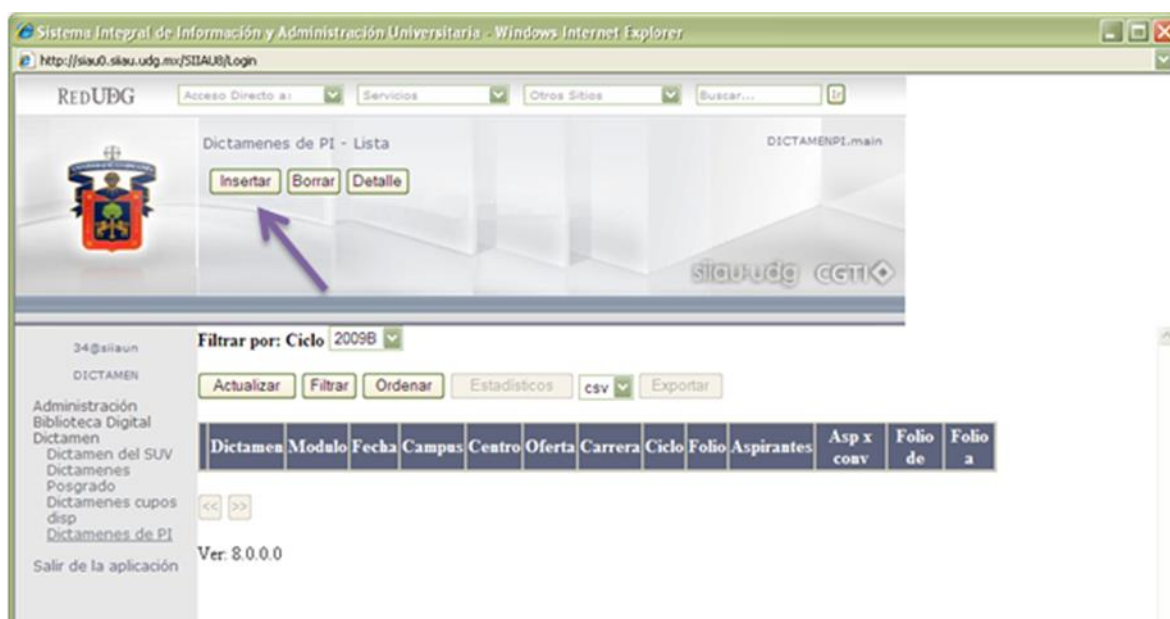 Sistema Integral de Información y Administración Universitaria - Windows Internet Explorer
http://siau0.siiau.udg.mx/SIIAU8/Login
REDUDG Acceso Directo a: Servicios Otros Sitios Buscar... Ir
Dictamenes de PI - Lista DICTAMENPI.main
Insertar Borrar Detalle
siiau:udg CGTI
34@siiaun
DICTAMEN
Administración
Biblioteca Digital
Dictamen
Dictamen del SUV
Dictamenes
Posgrado
Dictamenes cupos
disp
Dictamenes de PI
Salir de la aplicación
Filtrar por: Ciclo 2009B
Actualizar Filtrar Ordenar Estadísticos csv Exportar
Dictamen Modulo Fecha Campus Centro Oferta Carrera Ciclo Folio Aspirantes Asp x conv Folio de Folio a
<< >>
Ver: 8.0.0.0